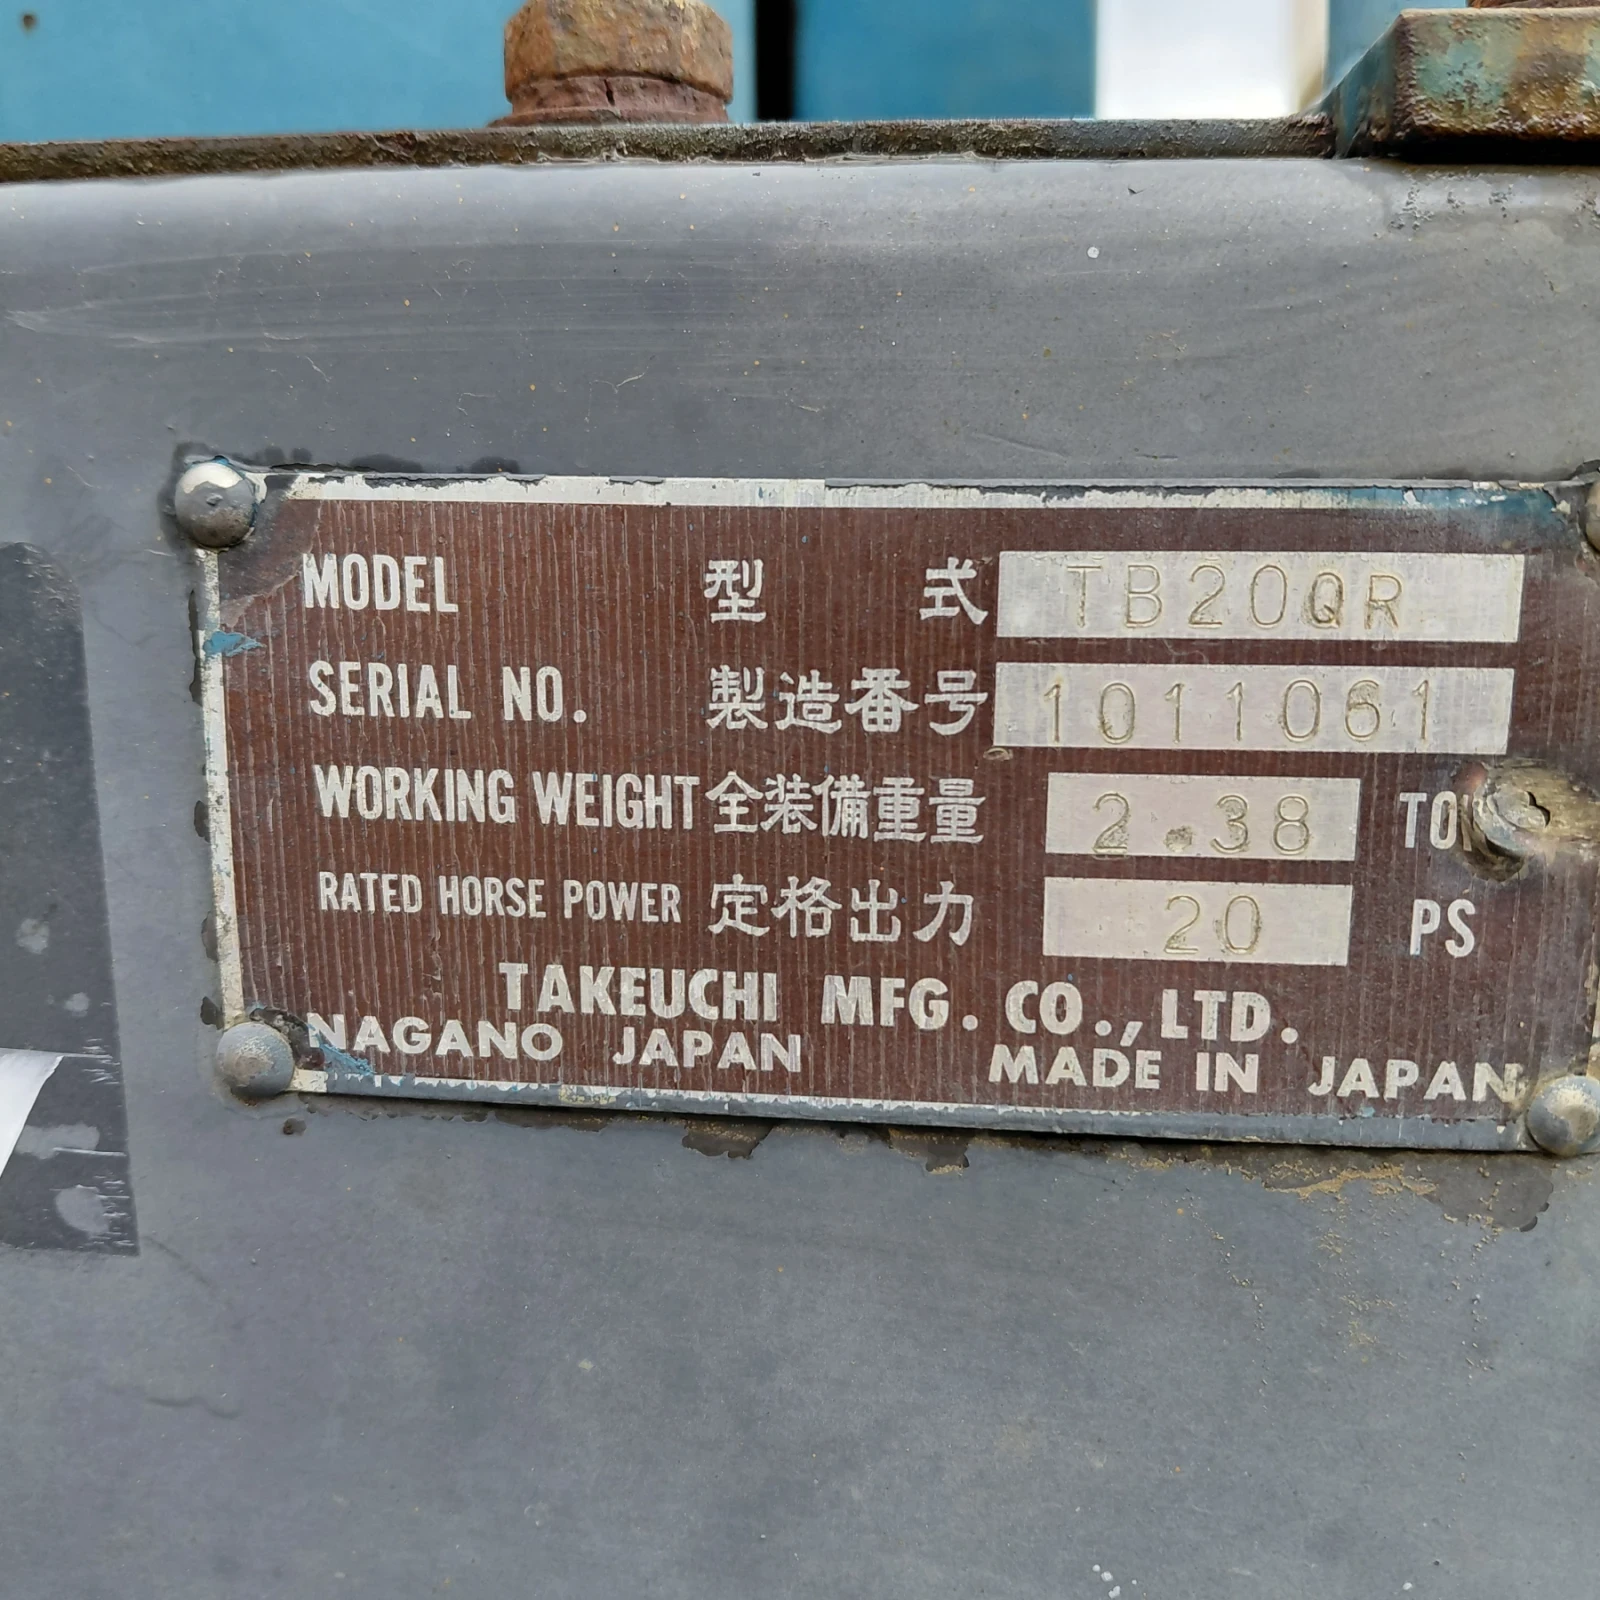 MODEL 型式 TB20QR
SERIAL NO. 製造番号 1011061
WORKING WEIGHT 全装備重量 2.38 TON
RATED HORSE POWER 定格出力 20 PS
TAKEUCHI MFG. CO., LTD.
NAGANO JAPAN MADE IN JAPAN